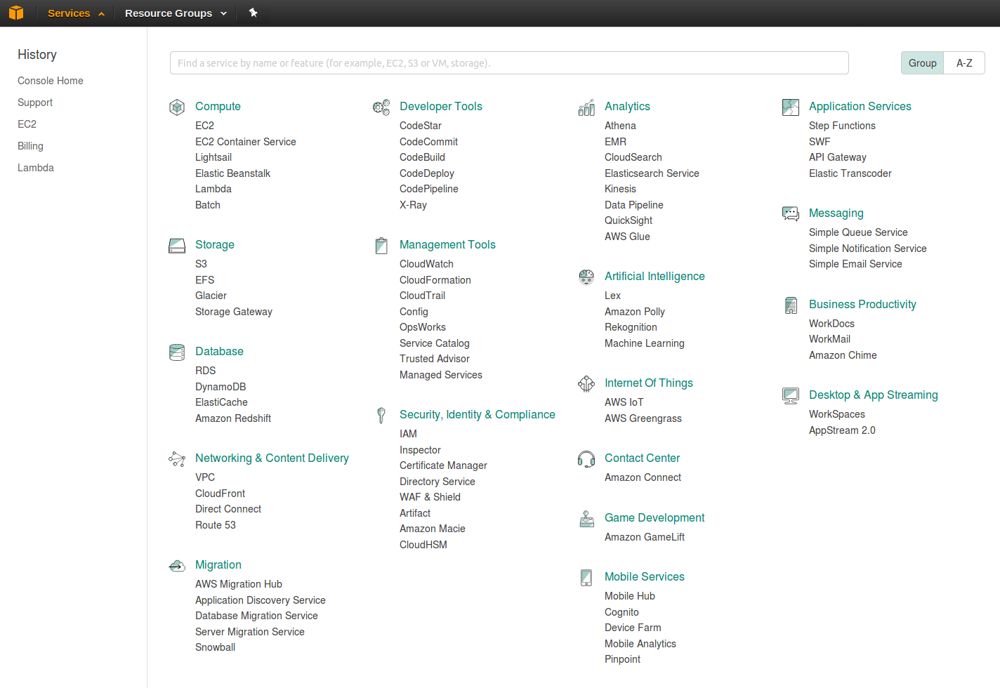 Services
Resource Groups
History
Console Home
Support
EC2
Billing
Lambda
Find a service by name or feature (for example, EC2, S3 or VM, storage).
Group
A-Z
Compute
EC2
EC2 Container Service
Lightsail
Elastic Beanstalk
Lambda
Batch
Storage
S3
EFS
Glacier
Storage Gateway
Database
RDS
DynamoDB
ElastiCache
Amazon Redshift
Networking & Content Delivery
VPC
CloudFront
Direct Connect
Route 53
Migration
AWS Migration Hub
Application Discovery Service
Database Migration Service
Server Migration Service
Snowball
Developer Tools
CodeStar
CodeCommit
CodeBuild
CodeDeploy
CodePipeline
X-Ray
Management Tools
CloudWatch
CloudFormation
CloudTrail
Config
OpsWorks
Service Catalog
Trusted Advisor
Managed Services
Security, Identity & Compliance
IAM
Inspector
Certificate Manager
Directory Service
WAF & Shield
Artifact
Amazon Macie
CloudHSM
Analytics
Athena
EMR
CloudSearch
Elasticsearch Service
Kinesis
Data Pipeline
QuickSight
AWS Glue
Artificial Intelligence
Lex
Amazon Polly
Rekognition
Machine Learning
Internet Of Things
AWS IoT
AWS Greengrass
Contact Center
Amazon Connect
Game Development
Amazon GameLift
Mobile Services
Mobile Hub
Cognito
Device Farm
Mobile Analytics
Pinpoint
Application Services
Step Functions
SWF
API Gateway
Elastic Transcoder
Messaging
Simple Queue Service
Simple Notification Service
Simple Email Service
Business Productivity
WorkDocs
WorkMail
Amazon Chime
Desktop & App Streaming
WorkSpaces
AppStream 2.0